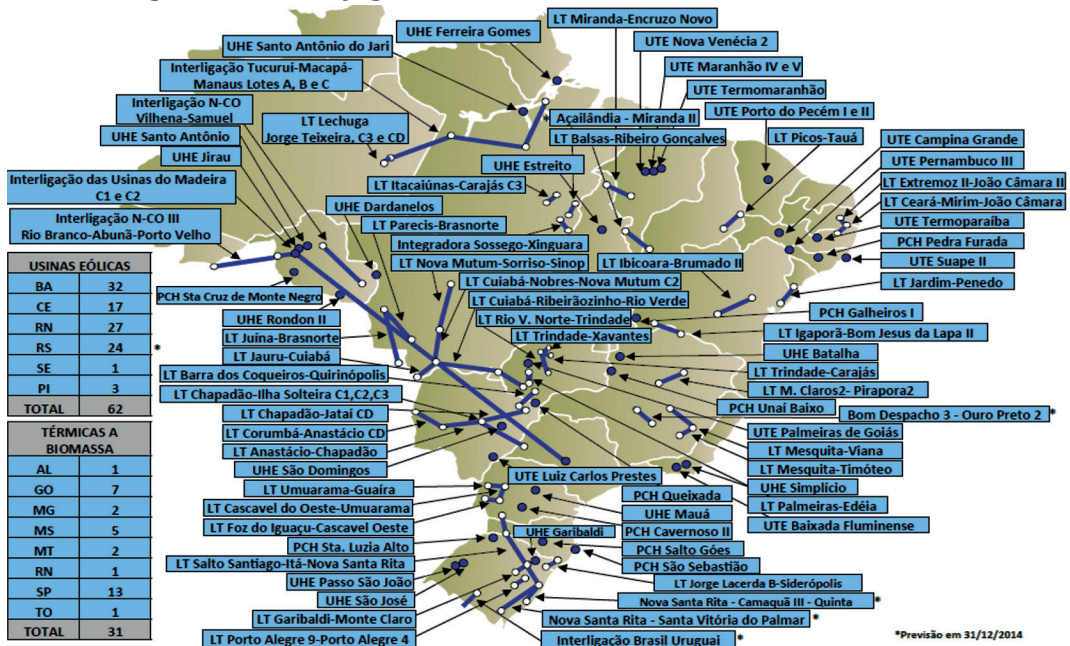 LT Miranda-Encruzo Novo
UHE Ferreira Gomes
UHE Santo Antônio do Jari
UTE Nova Venécia 2
Interligação Tucuruí-Macapá-
Manaus Lotes A, B e C
UTE Maranhão IV e V
UTE Termomaranhão
Interligação N-CO
Vilhena-Samuel
UTE Porto do Pecém I e II
LT Lechuga
Jorge Teixeira, C3 e CD
* Açailândia - Miranda II
LT Balsas-Ribeiro Gonçalves
LT Picos-Tauá
UHE Santo Antônio
UTE Campina Grande
UHE Jirau
UHE Estreito
UTE Pernambuco III
Interligação das Usinas do Madeira
C1 e C2
LT Itacaiúnas-Carajás C3
LT Extremoz II-João Câmara II
UHE Dardanelos
LT Ceará-Mirim-João Câmara
Interligação N-CO III
Rio Branco-Abunã-Porto Velho
LT Parecis-Brasnorte
UTE Termoparaíba
Integradora Sossego-Xinguara
PCH Pedra Furada
LT Nova Mutum-Sorriso-Sinop
LT Ibicoara-Brumado II
UTE Suape II
LT Cuiabá-Nobres-Nova Mutum C2
LT Jardim-Penedo
PCH Sta Cruz de Monte Negro
LT Cuiabá-Ribeirãozinho-Rio Verde
PCH Galheiros I
UHE Rondon II
LT Rio V. Norte-Trindade
LT Juína-Brasnorte
LT Trindade-Xavantes
LT Igaporã-Bom Jesus da Lapa II
LT Jauru-Cuiabá
UHE Batalha
LT Barra dos Coqueiros-Quirinópolis
LT Trindade-Carajás
LT Chapadão-Ilha Solteira C1,C2,C3
LT M. Claros2- Pirapora2
LT Chapadão-Jataí CD
PCH Unaí Baixo
Bom Despacho 3 - Ouro Preto 2 *
LT Corumbá-Anastácio CD
UTE Palmeiras de Goiás
LT Anastácio-Chapadão
LT Mesquita-Viana
UHE São Domingos
LT Mesquita-Timóteo
UTE Luiz Carlos Prestes
UHE Simplício
LT Umuarama-Guaira
PCH Queixada
LT Palmeiras-Edéia
LT Cascavel do Oeste-Umuarama
UHE Mauá
UTE Baixada Fluminense
LT Foz do Iguaçu-Cascavel Oeste
PCH Cavernoso II
UHE Garibaldi
PCH Sta. Luzia Alto
PCH Salto Góes
LT Salto Santiago-Itá-Nova Santa Rita
PCH São Sebastião
UHE Passo São João
LT Jorge Lacerda B-Siderópolis
UHE São José
Nova Santa Rita - Camaquã III - Quinta *
LT Garibaldi-Monte Claro
Nova Santa Rita - Santa Vitória do Palmar *
LT Porto Alegre 9-Porto Alegre 4
Interligação Brasil Uruguai *
USINAS EÓLICAS
BA 32
CE 17
RN 27
RS 24 *
SE 1
PI 3
TOTAL 62
TÉRMICAS A
BIOMASSA
AL 1
GO 7
MG 2
MS 5
MT 2
RN 1
SP 13
TO 1
TOTAL 31
*Previsão em 31/12/2014